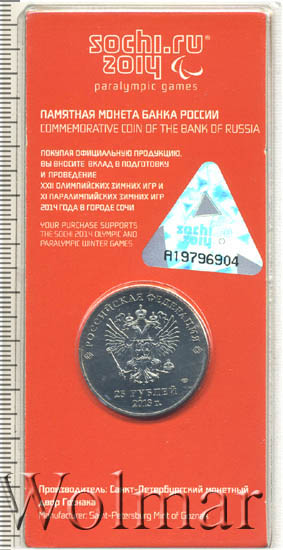 sochi.ru
2014
paralympic games
ПАМЯТНАЯ МОНЕТА БАНКА РОССИИ
COMMEMORATIVE COIN OF THE BANK OF RUSSIA
ПОКУПАЯ ОФИЦИАЛЬНУЮ ПРОДУКЦИЮ,
ВЫ ВНОСИТЕ ВКЛАД В ПОДГОТОВКУ
И ПРОВЕДЕНИЕ
XXII ОЛИМПИЙСКИХ ЗИМНИХ ИГР И
XI ПАРАЛИМПИЙСКИХ ЗИМНИХ ИГР
2014 ГОДА В ГОРОДЕ СОЧИ
YOUR PURCHASE SUPPORTS
THE SOCHI 2014 OLYMPIC AND
PARALYMPIC WINTER GAMES
sochi
2014
A19796904
РОССИЙСКАЯ ФЕДЕРАЦИЯ
25 РУБЛЕЙ
2013 г.
Производитель: Санкт-Петербургский монетный
двор Гознака
Manufacturer: Saint-Petersburg Mint of Goznak
Wolmar